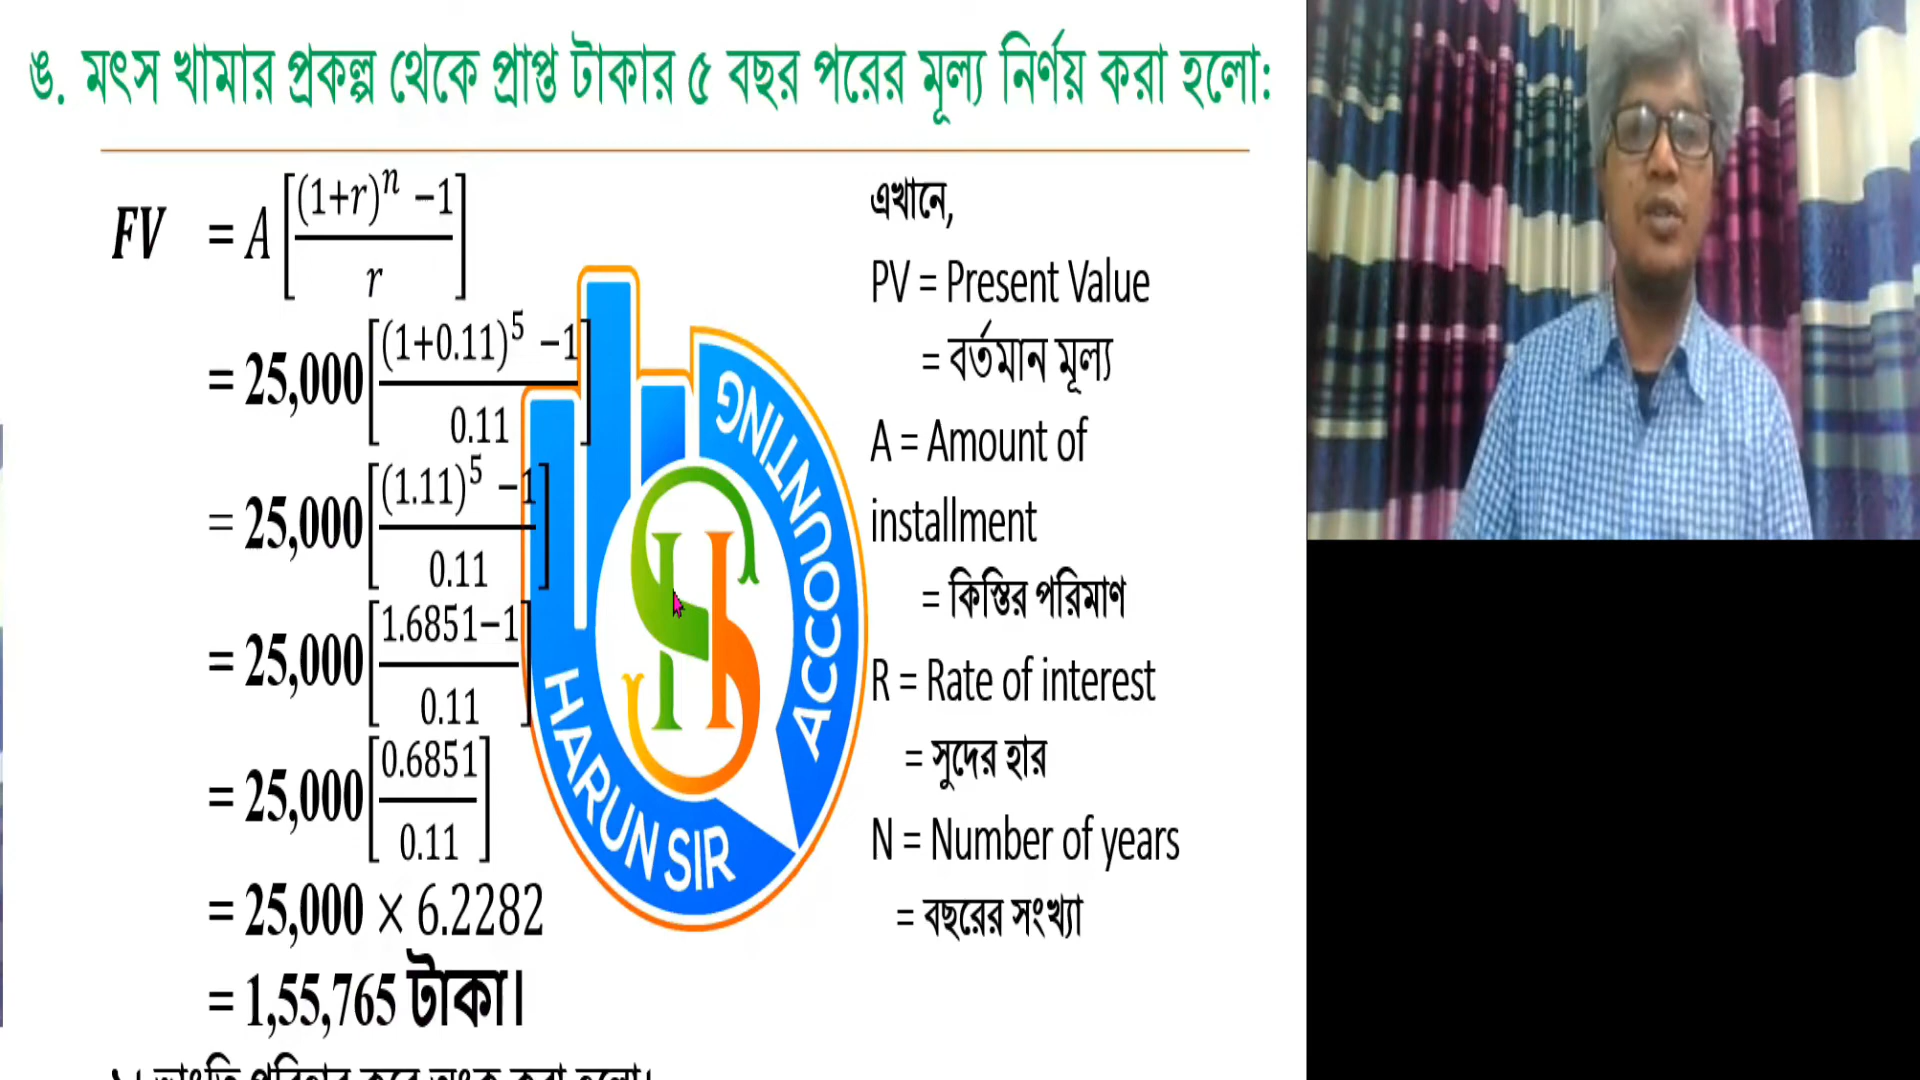 ঙ. মৎস খামার প্রকল্প থেকে প্রাপ্ত টাকার ৫ বছর পরের মূল্য নির্ণয় করা হলো:
FV = A [((1+r)^n −1)/r]
= 25,000 [((1+0.11)^5 −1)/0.11]
= 25,000 [((1.11)^5 −1)/0.11]
= 25,000 [(1.6851−1)/0.11]
= 25,000 [0.6851/0.11]
= 25,000 × 6.2282
= 1,55,765 টাকা।
এখানে,
PV = Present Value
= বর্তমান মূল্য
A = Amount of
installment
= কিস্তির পরিমাণ
R = Rate of interest
= সুদের হার
N = Number of years
= বছরের সংখ্যা
HARUN SIR
ACCOUNTING